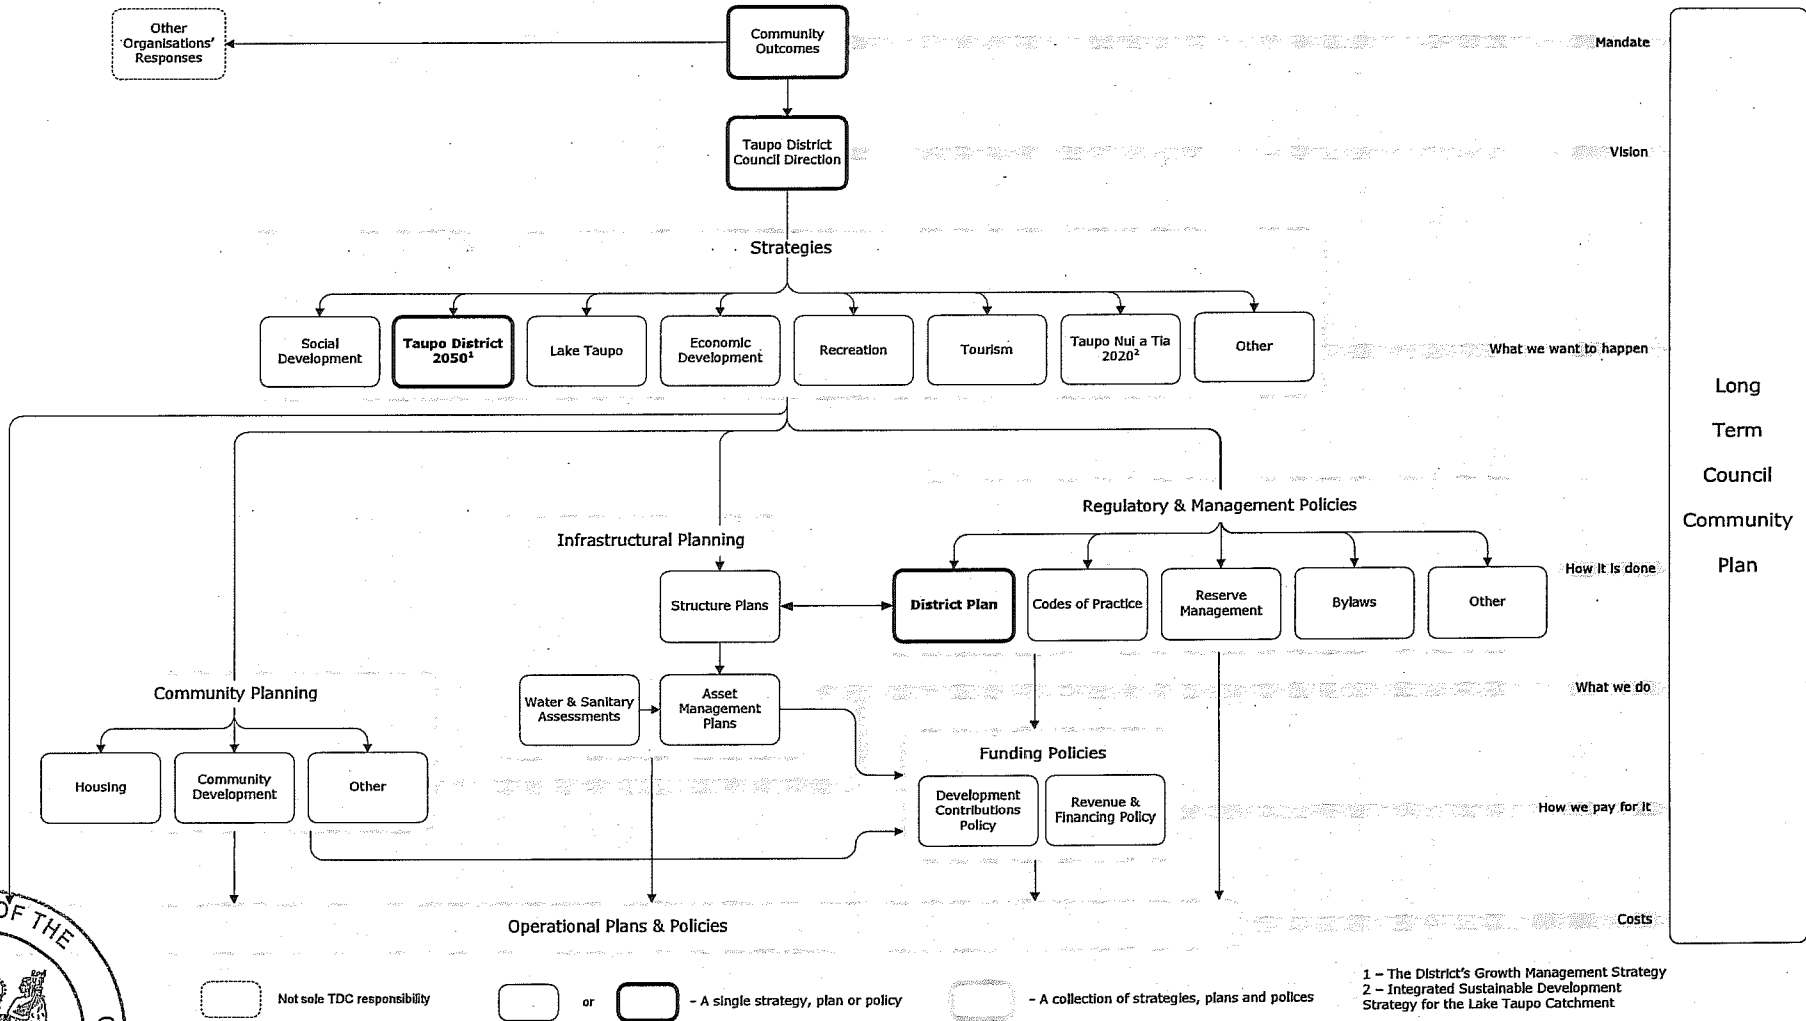 Other
Organisations'
Responses
Community
Outcomes
Mandate
Taupo District
Council Direction
Vision
Strategies
Social
Development
Taupo District
2050¹
Lake Taupo
Economic
Development
Recreation
Tourism
Taupo Nui a Tia
2020²
Other
What we want to happen
Long
Term
Council
Community
Plan
Regulatory & Management Policies
Infrastructural Planning
How it is done
Structure Plans
District Plan
Codes of Practice
Reserve
Management
Bylaws
Other
What we do
Community Planning
Water & Sanitary
Assessments
Asset
Management
Plans
Funding Policies
Housing
Community
Development
Other
Development
Contributions
Policy
Revenue &
Financing Policy
How we pay for it
Operational Plans & Policies
Costs
OF THE
Not sole TDC responsibility
or
– A single strategy, plan or policy
– A collection of strategies, plans and polices
1 – The District's Growth Management Strategy
2 – Integrated Sustainable Development
Strategy for the Lake Taupo Catchment